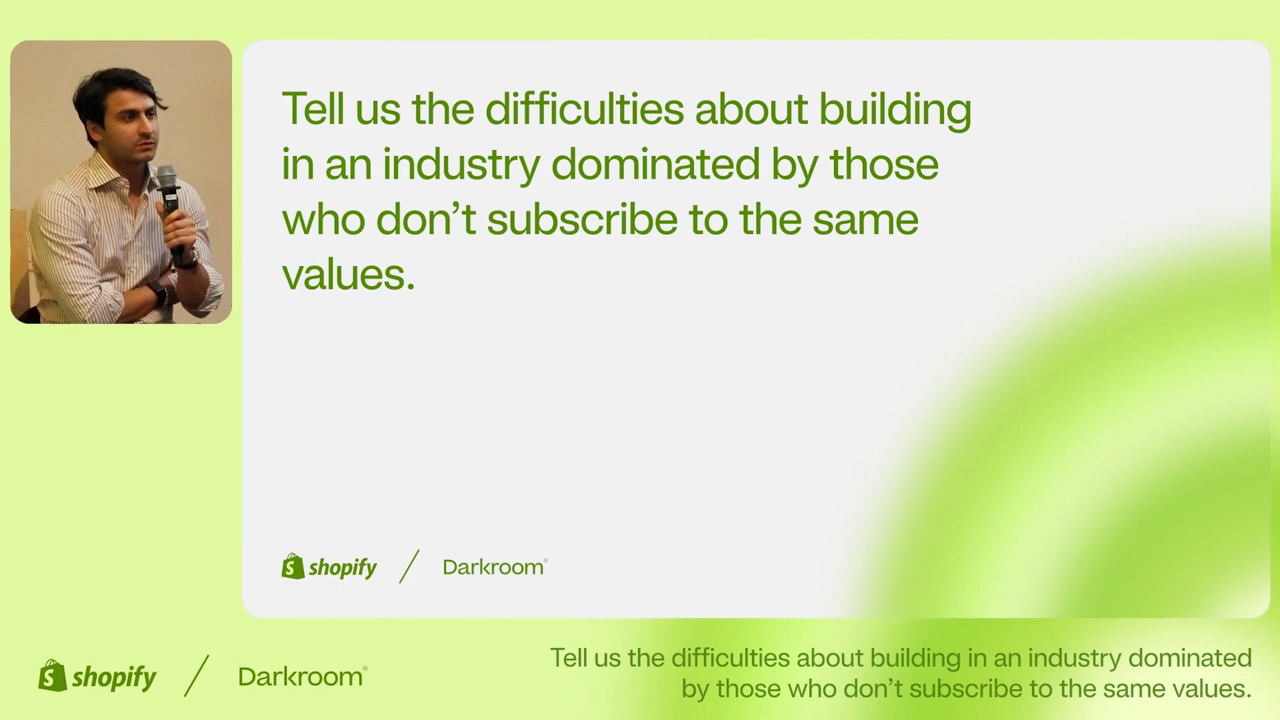 Tell us the difficulties about building
in an industry dominated by those
who don’t subscribe to the same
values.
shopify / Darkroom®
shopify / Darkroom®
Tell us the difficulties about building in an industry dominated
by those who don’t subscribe to the same values.